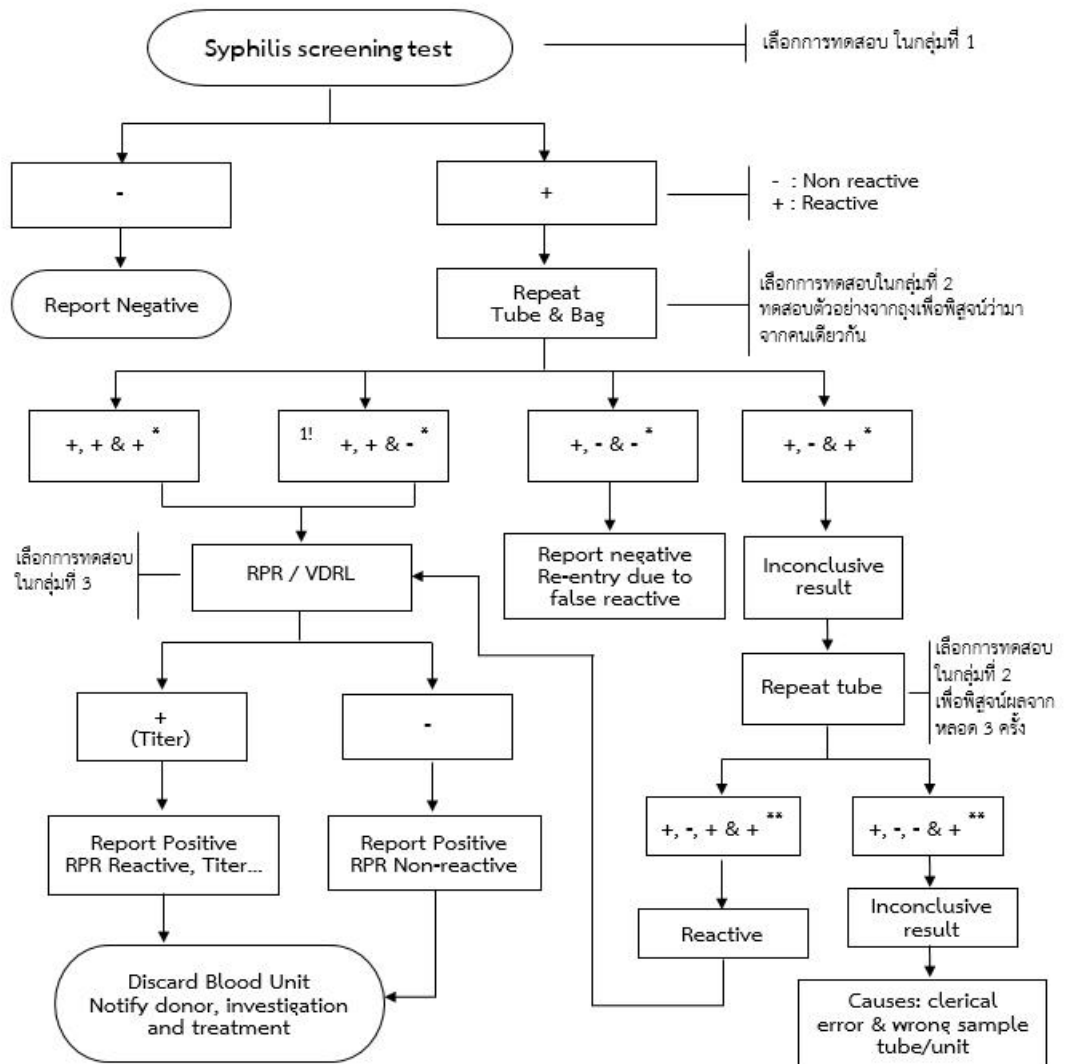 Syphilis screening test
เลือกการทดสอบ ในกลุ่มที่ 1
-
+
- : Non reactive
+ : Reactive
Report Negative
Repeat
Tube & Bag
เลือกการทดสอบในกลุ่มที่ 2
ทดสอบตัวอย่างจากถุงเพื่อพิสูจน์ว่ามา
จากคนเดียวกัน
+, + & + *
1! +, + & - *
+, - & - *
+, - & + *
เลือกการทดสอบ
ในกลุ่มที่ 3
RPR / VDRL
Report negative
Re-entry due to
false reactive
Inconclusive
result
Repeat tube
เลือกการทดสอบ
ในกลุ่มที่ 2
เพื่อพิสูจน์ผลจาก
หลอด 3 ครั้ง
+
(Titer)
-
+, -, + & + **
+, -, - & + **
Report Positive
RPR Reactive, Titer...
Report Positive
RPR Non-reactive
Reactive
Inconclusive
result
Discard Blood Unit
Notify donor, investigation
and treatment
Causes: clerical
error & wrong sample
tube/unit